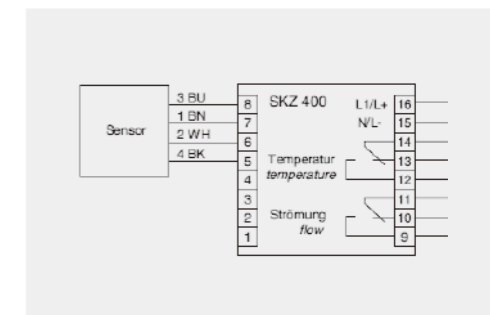 3 BU
8
SKZ 400
L1/L+
16
1 BN
7
N/L-
15
Sensor
2 WH
6
14
4 BK
5
Temperatur
13
4
temperature
12
3
11
2
Strömung
10
1
flow
9